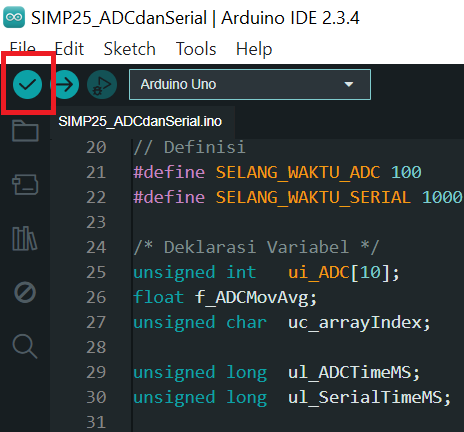 SIMP25_ADCdanSerial | Arduino IDE 2.3.4
File Edit Sketch Tools Help
Arduino Uno
SIMP25_ADCdanSerial.ino
20 // Definisi
21 #define SELANG_WAKTU_ADC 100
22 #define SELANG_WAKTU_SERIAL 1000
23
24 /* Deklarasi Variabel */
25 unsigned int   ui_ADC[10];
26 float f_ADCMovAvg;
27 unsigned char  uc_arrayIndex;
28
29 unsigned long  ul_ADCTimeMS;
30 unsigned long  ul_SerialTimeMS;
31